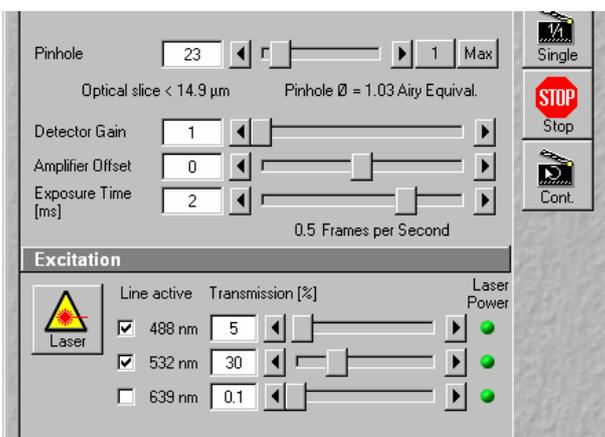 1/1
Single
Pinhole 23 1 Max
Optical slice < 14.9 µm Pinhole Ø = 1.03 Airy Equival.
STOP
Stop
Detector Gain 1
Amplifier Offset 0
Exposure Time
[ms] 2
Cont.
0.5 Frames per Second
Excitation
Laser
Line active Transmission [%] Laser
Power
488 nm 5
532 nm 30
639 nm 0.1